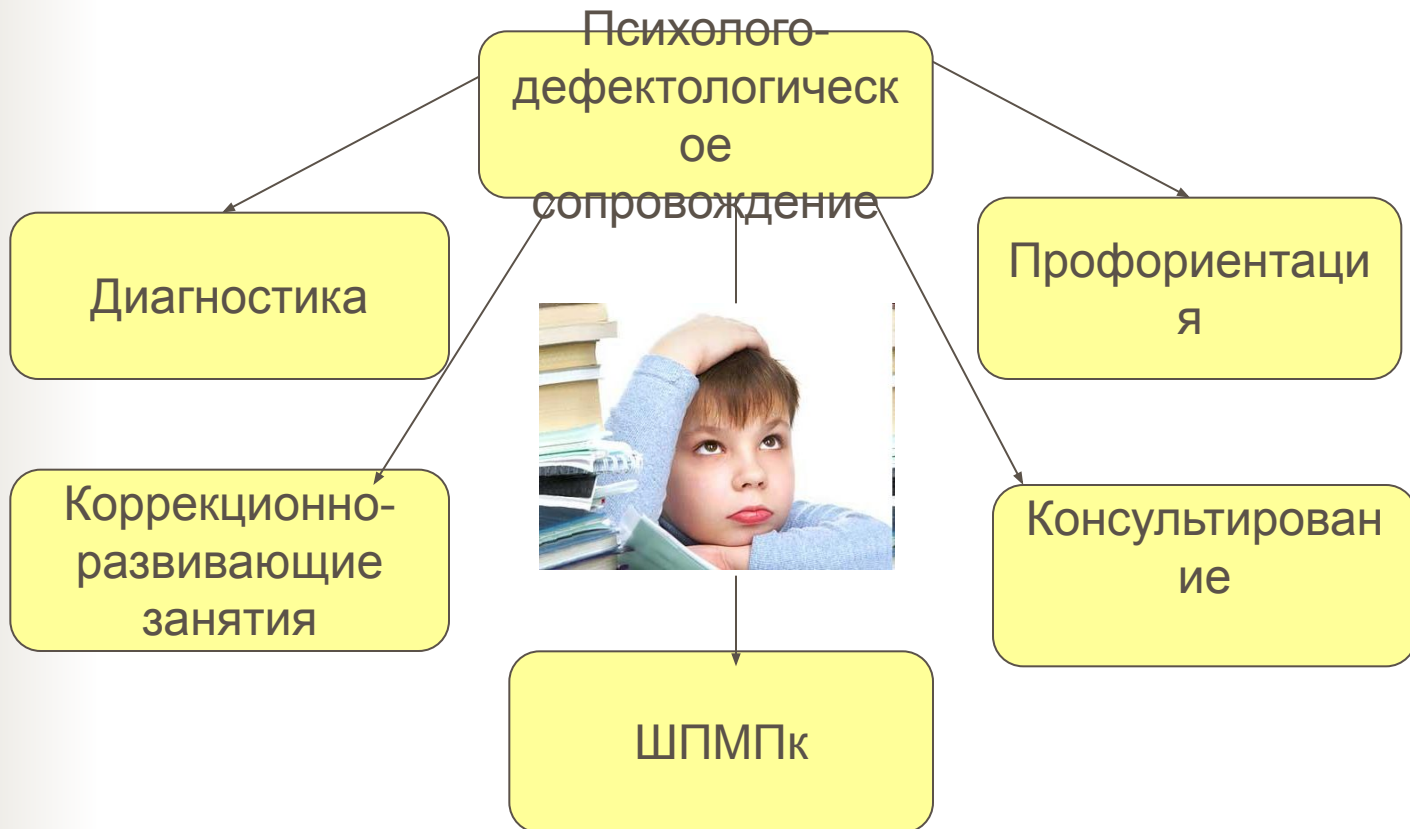 Психолого-
дефектологическ
ое
сопровождение
Диагностика
Профориентаци
я
Коррекционно-
развивающие
занятия
Консультирован
ие
ШПМПк